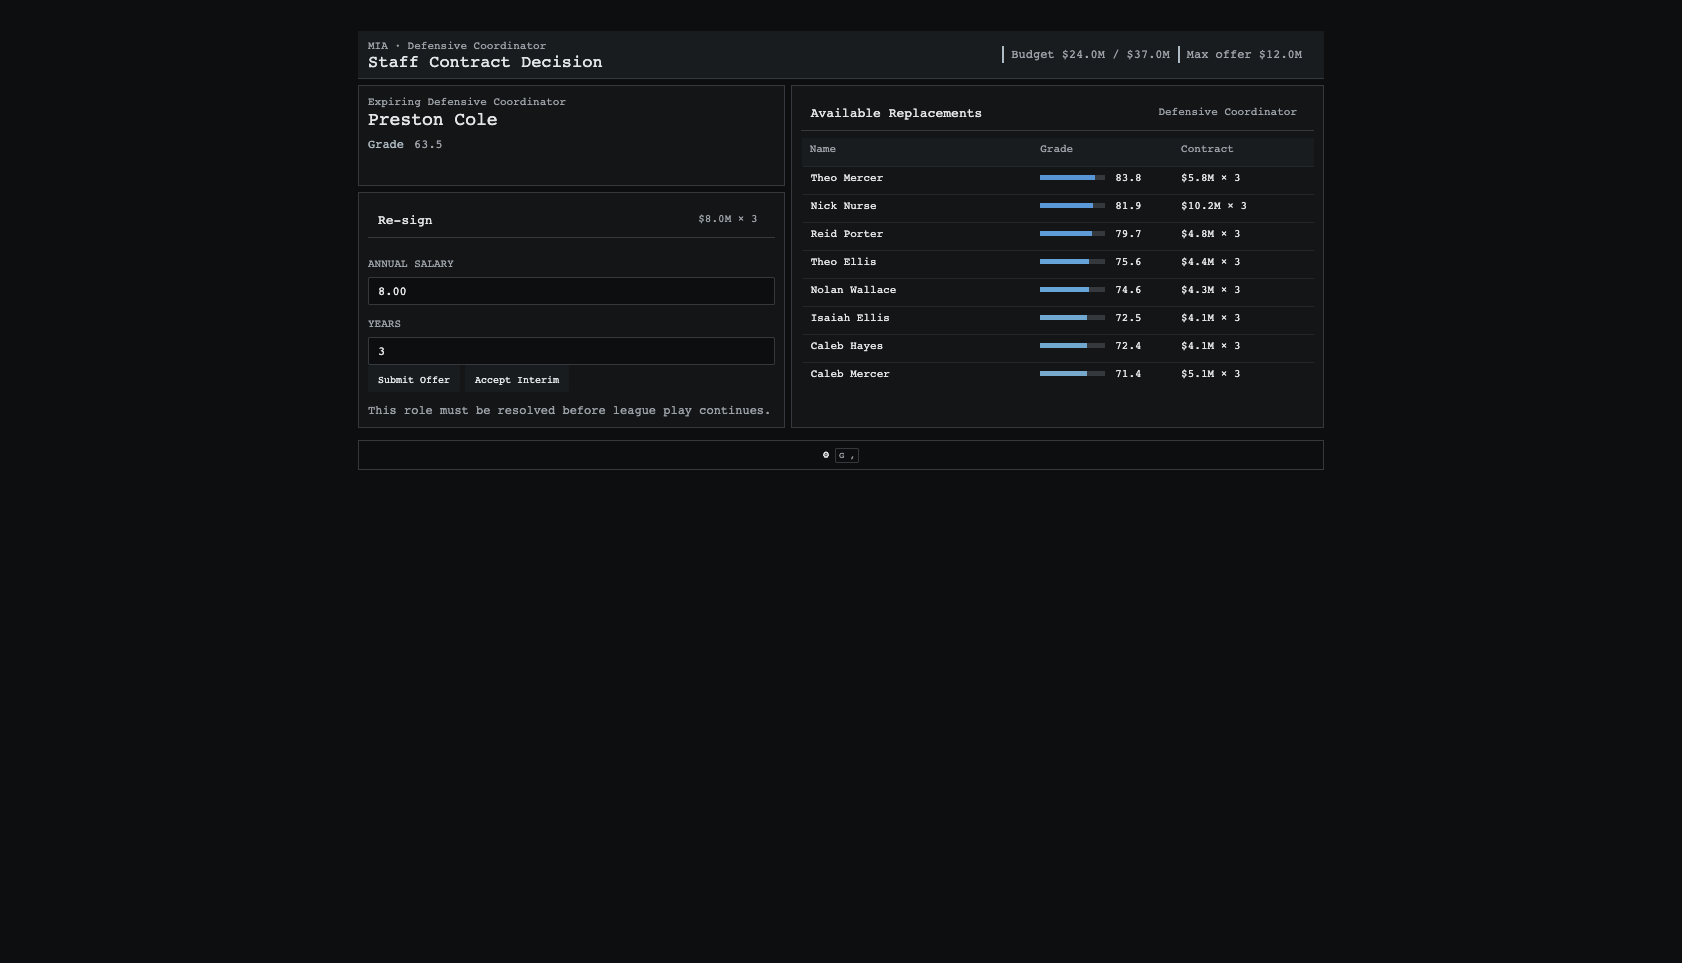 MIA · Defensive Coordinator
Staff Contract Decision
Budget $24.0M / $37.0M
Max offer $12.0M
Expiring Defensive Coordinator
Preston Cole
Grade 63.5
Re-sign
$8.0M × 3
ANNUAL SALARY
8.00
YEARS
3
Submit Offer
Accept Interim
This role must be resolved before league play continues.
Available Replacements
Defensive Coordinator
Name Grade Contract
Theo Mercer 83.8 $5.8M × 3
Nick Nurse 81.9 $10.2M × 3
Reid Porter 79.7 $4.8M × 3
Theo Ellis 75.6 $4.4M × 3
Nolan Wallace 74.6 $4.3M × 3
Isaiah Ellis 72.5 $4.1M × 3
Caleb Hayes 72.4 $4.1M × 3
Caleb Mercer 71.4 $5.1M × 3
G ,